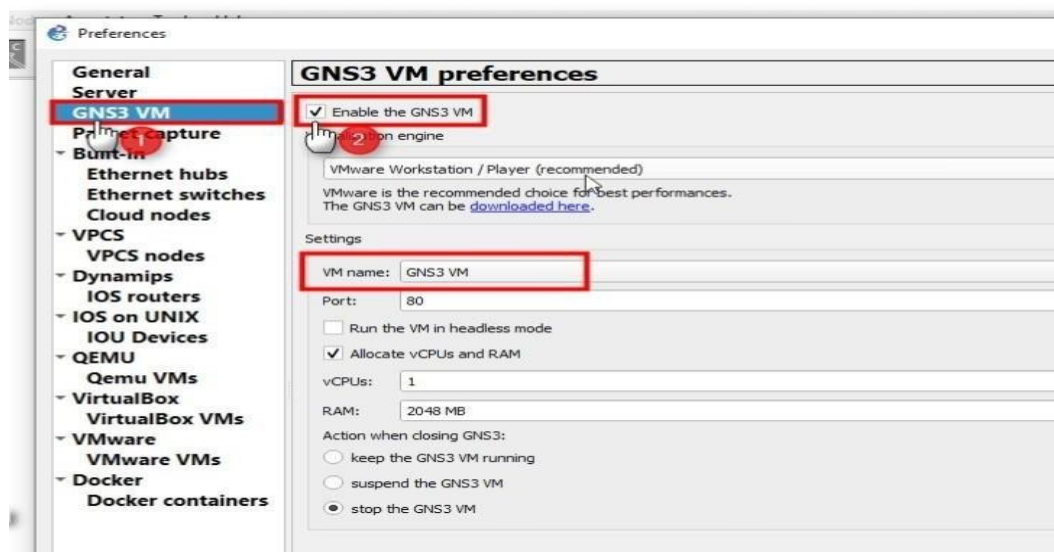 Preferences
General
Server
GNS3 VM
Packet capture
Built-in
Ethernet hubs
Ethernet switches
Cloud nodes
VPCS
VPCS nodes
Dynamips
IOS routers
IOS on UNIX
IOU Devices
QEMU
Qemu VMs
VirtualBox
VirtualBox VMs
VMware
VMware VMs
Docker
Docker containers
GNS3 VM preferences
Enable the GNS3 VM
1
2
engine
VMware Workstation / Player (recommended)
VMware is the recommended choice for best performances.
The GNS3 VM can be downloaded here.
Settings
VM name: GNS3 VM
Port: 80
Run the VM in headless mode
Allocate vCPUs and RAM
vCPUs: 1
RAM: 2048 MB
Action when closing GNS3:
keep the GNS3 VM running
suspend the GNS3 VM
stop the GNS3 VM